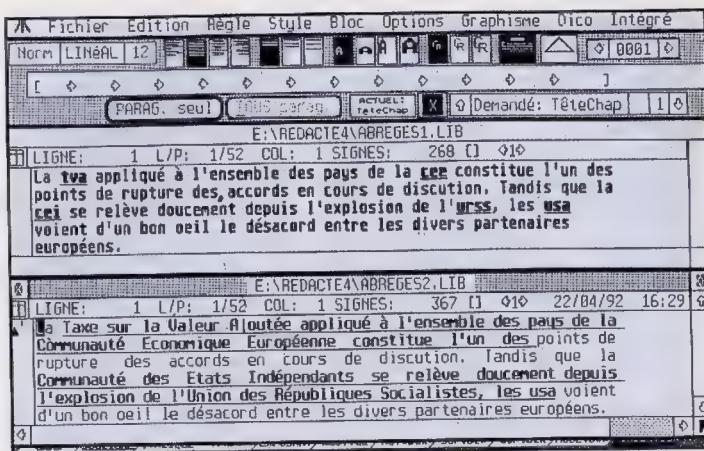 Fichier Edition Règle Style Bloc Options Graphisme Dico Intégré
Norm LINéAL 12 0001
PARAG. seul TOUS parag. ACTUEL: TêteChap X Demandé: TêteChap 1
E:\REDACTE4\ABREGES1.LIB
LIGNE: 1 L/P: 1/52 COL: 1 SIGNES: 268 [] 1
La tva appliqué à l'ensemble des pays de la cee constitue l'un des
points de rupture des accords en cours de discution. Tandis que la
cei se relève doucement depuis l'explosion de l'urss, les usa
voient d'un bon oeil le désacord entre les divers partenaires
européens.
E:\REDACTE4\ABREGES2.LIB
LIGNE: 1 L/P: 1/52 COL: 1 SIGNES: 367 [] 1 22/04/92 16:29
La Taxe sur la Valeur Ajoutée appliqué à l'ensemble des pays de la
Communauté Economique Européenne constitue l'un des points de
rupture des accords en cours de discution. Tandis que la
Communauté des Etats Indépendants se relève doucement depuis
l'explosion de l'Union des Républiques Socialistes, les usa voient
d'un bon oeil le désacord entre les divers partenaires européens.